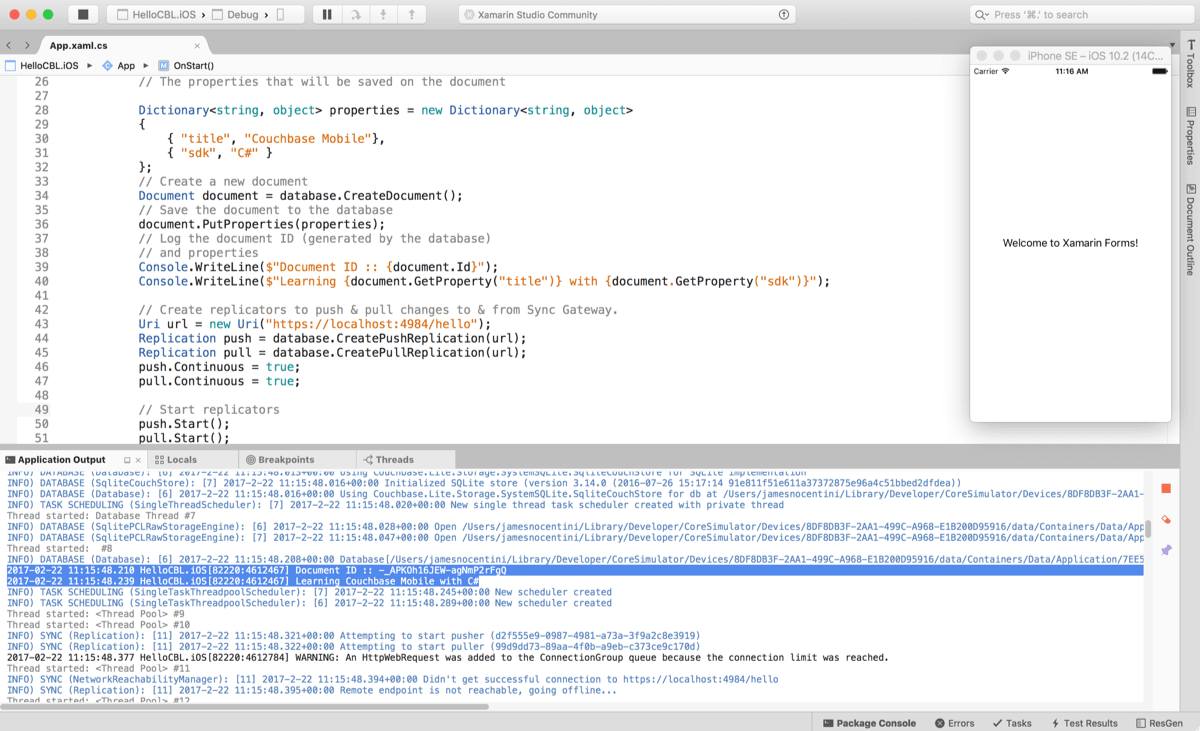 HelloCBL.iOS › Debug ›
Xamarin Studio Community
Press '⌘.' to search
App.xaml.cs
HelloCBL.iOS ▸ App ▸ OnStart()
26 // The properties that will be saved on the document
27
28 Dictionary<string, object> properties = new Dictionary<string, object>
29 {
30 { "title", "Couchbase Mobile"},
31 { "sdk", "C#" }
32 };
33 // Create a new document
34 Document document = database.CreateDocument();
35 // Save the document to the database
36 document.PutProperties(properties);
37 // Log the document ID (generated by the database)
38 // and properties
39 Console.WriteLine($"Document ID :: {document.Id}");
40 Console.WriteLine($"Learning {document.GetProperty("title")} with {document.GetProperty("sdk")}");
41
42 // Create replicators to push & pull changes to & from Sync Gateway.
43 Uri url = new Uri("https://localhost:4984/hello");
44 Replication push = database.CreatePushReplication(url);
45 Replication pull = database.CreatePullReplication(url);
46 push.Continuous = true;
47 pull.Continuous = true;
48
49 // Start replicators
50 push.Start();
51 pull.Start();
iPhone SE – iOS 10.2 (14C...
Carrier 11:16 AM
Welcome to Xamarin Forms!
Toolbox
Properties
Document Outline
Application Output Locals Breakpoints Threads
INFO) DATABASE (Database): [6] 2017-2-22 11:15:48.013+00:00 Using Couchbase.Lite.Storage.SystemSQLite.SqliteCouchStore for SQLite implementation
INFO) DATABASE (SqliteCouchStore): [7] 2017-2-22 11:15:48.016+00:00 Initialized SQLite store (version 3.14.0 (2016-07-26 15:17:14 91e811f51e611a37372875e96a4c51bbed2dfdea))
INFO) DATABASE (Database): [6] 2017-2-22 11:15:48.016+00:00 Using Couchbase.Lite.Storage.SystemSQLite.SqliteCouchStore for db at /Users/jamesnocentini/Library/Developer/CoreSimulator/Devices/8DF8DB3F-2AA1-
INFO) TASK SCHEDULING (SingleThreadScheduler): [7] 2017-2-22 11:15:48.020+00:00 New single thread task scheduler created with private thread
Thread started: Database Thread #7
INFO) DATABASE (SqlitePCLRawStorageEngine): [6] 2017-2-22 11:15:48.028+00:00 Open /Users/jamesnocentini/Library/Developer/CoreSimulator/Devices/8DF8DB3F-2AA1-499C-A968-E1B200D95916/data/Containers/Data/App
INFO) DATABASE (SqlitePCLRawStorageEngine): [7] 2017-2-22 11:15:48.047+00:00 Open /Users/jamesnocentini/Library/Developer/CoreSimulator/Devices/8DF8DB3F-2AA1-499C-A968-E1B200D95916/data/Containers/Data/App
Thread started: #8
INFO) DATABASE (Database): [6] 2017-2-22 11:15:48.208+00:00 Database[/Users/jamesnocentini/Library/Developer/CoreSimulator/Devices/8DF8DB3F-2AA1-499C-A968-E1B200D95916/data/Containers/Data/Application/7EE5
2017-02-22 11:15:48.210 HelloCBL.iOS[82220:4612467] Document ID :: -_APKOh16JEW-agNmP2rFgQ
2017-02-22 11:15:48.239 HelloCBL.iOS[82220:4612467] Learning Couchbase Mobile with C#
INFO) TASK SCHEDULING (SingleTaskThreadpoolScheduler): [7] 2017-2-22 11:15:48.245+00:00 New scheduler created
INFO) TASK SCHEDULING (SingleTaskThreadpoolScheduler): [6] 2017-2-22 11:15:48.289+00:00 New scheduler created
Thread started: <Thread Pool> #9
Thread started: <Thread Pool> #10
INFO) SYNC (Replication): [11] 2017-2-22 11:15:48.321+00:00 Attempting to start pusher (d2f555e9-0987-4981-a73a-3f9a2c8e3919)
INFO) SYNC (Replication): [11] 2017-2-22 11:15:48.322+00:00 Attempting to start puller (99d9dd73-89aa-4f0b-a9eb-c373ce9c170d)
2017-02-22 11:15:48.377 HelloCBL.iOS[82220:4612784] WARNING: An HttpWebRequest was added to the ConnectionGroup queue because the connection limit was reached.
Thread started: <Thread Pool> #11
INFO) SYNC (NetworkReachabilityManager): [11] 2017-2-22 11:15:48.394+00:00 Didn't get successful connection to https://localhost:4984/hello
INFO) SYNC (Replication): [11] 2017-2-22 11:15:48.395+00:00 Remote endpoint is not reachable, going offline...
Thread started: <Thread Pool> #12
Package Console Errors Tasks Test Results ResGen